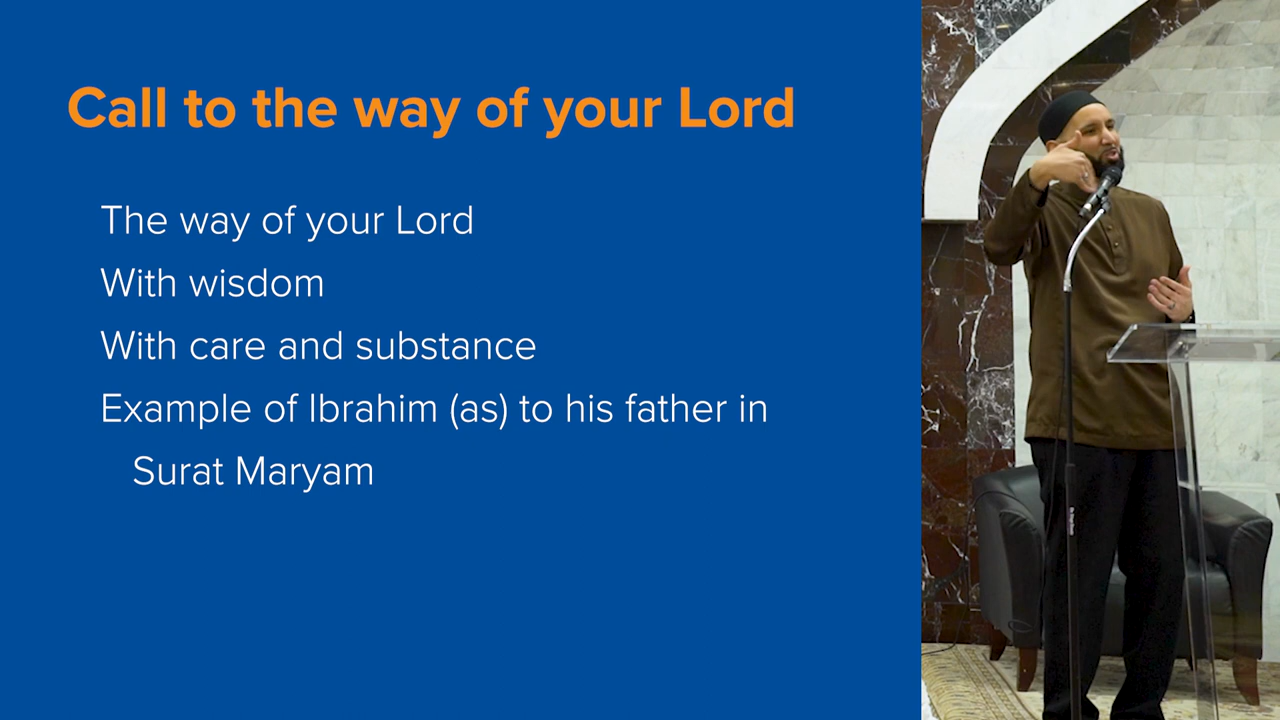 Call to the way of your Lord
The way of your Lord
With wisdom
With care and substance
Example of Ibrahim (as) to his father in
Surat Maryam